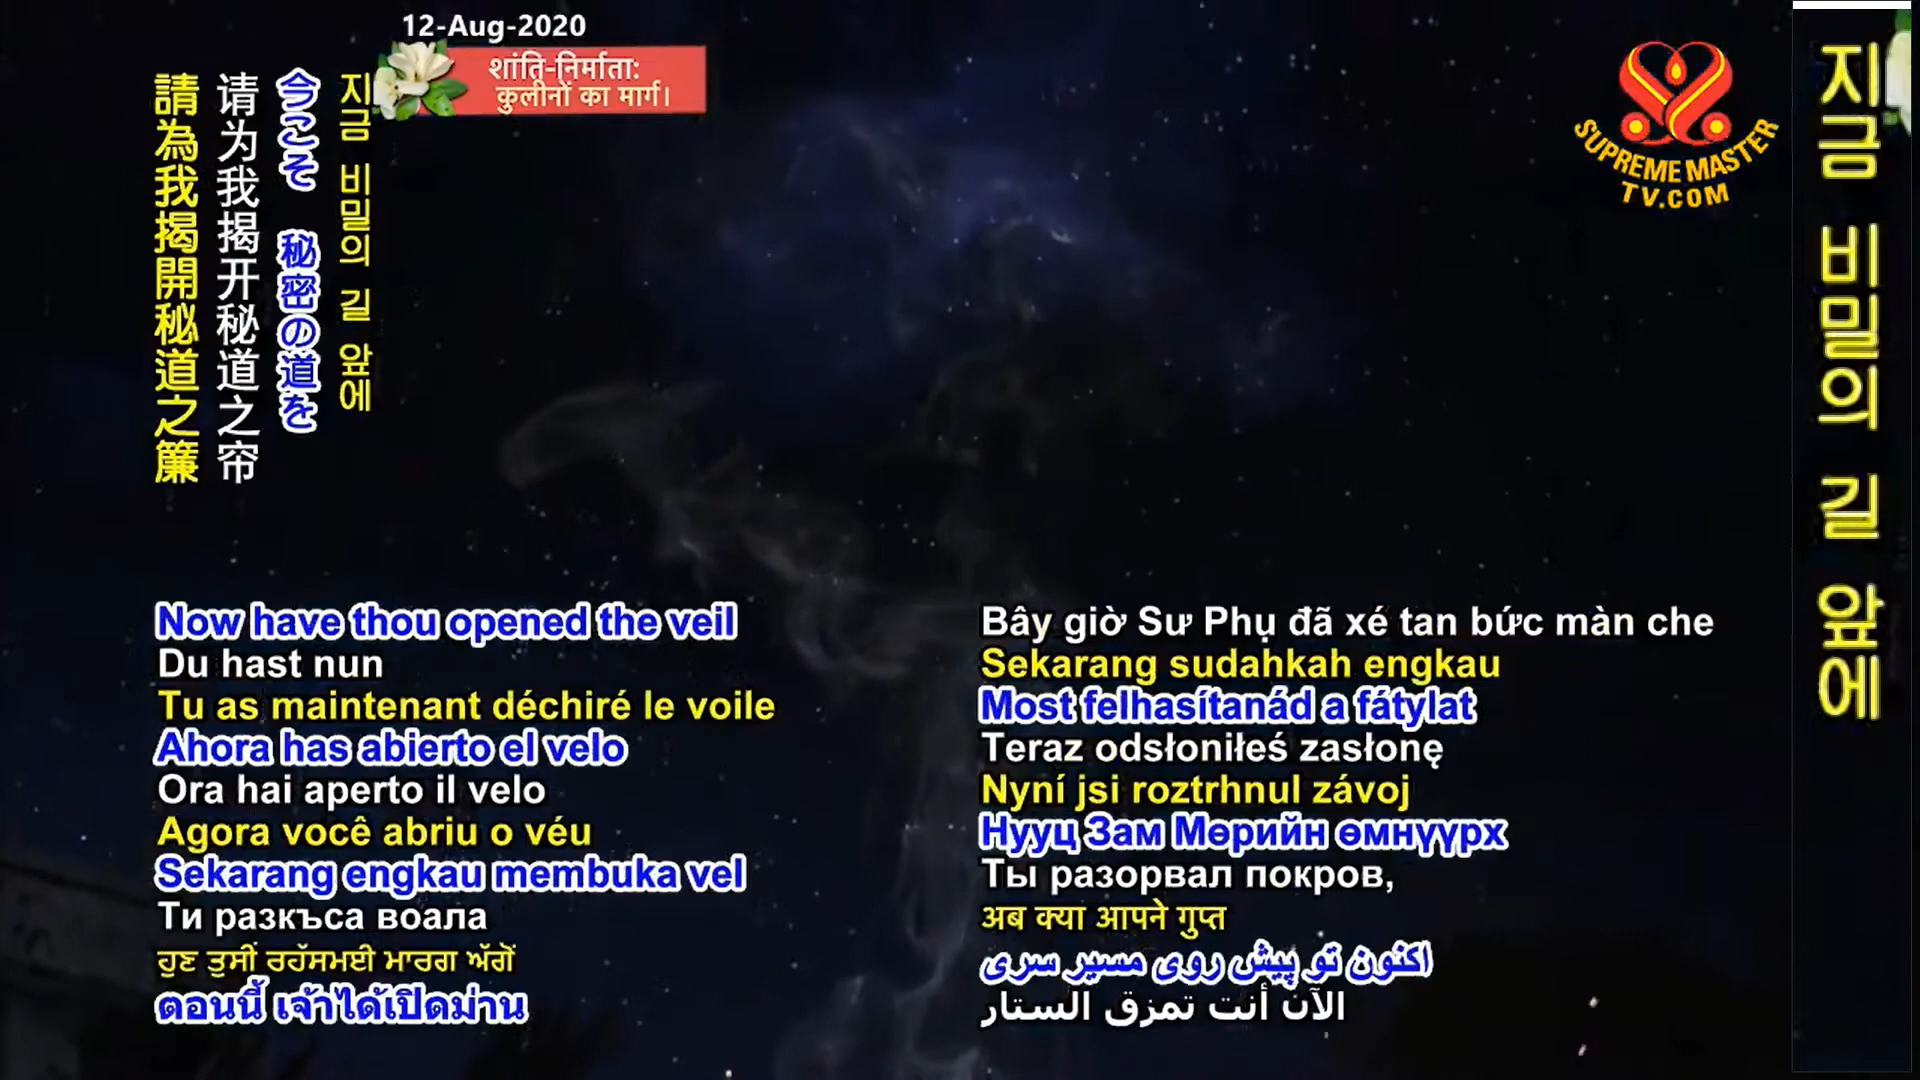 12-Aug-2020
शांति-निर्माता:
कुलीनों का मार्ग।
SUPREME MASTER
TV.COM
請為我揭開秘道之簾
请为我揭开秘道之帘
今こそ 秘密の道を
지금 비밀의 길 앞에
지금 비밀의 길 앞에
Now have thou opened the veil
Du hast nun
Tu as maintenant déchiré le voile
Ahora has abierto el velo
Ora hai aperto il velo
Agora você abriu o véu
Sekarang engkau membuka vel
Ти разкъса воала
ਹੁਣ ਤੁਸੀਂ ਰਹੱਸਮਈ ਮਾਰਗ ਅੱਗੋਂ
ตอนนี้ เจ้าได้เปิดม่าน
Bây giờ Sư Phụ đã xé tan bức màn che
Sekarang sudahkah engkau
Most felhasítanád a fátylat
Teraz odsłoniłeś zasłonę
Nyní jsi roztrhnul závoj
Нууц Зам Мөрийн өмнүүрх
Ты разорвал покров,
अब क्या आपने गुप्त
اکنون تو پیش روی مسیر سری
الآن أنت تمزق الستار